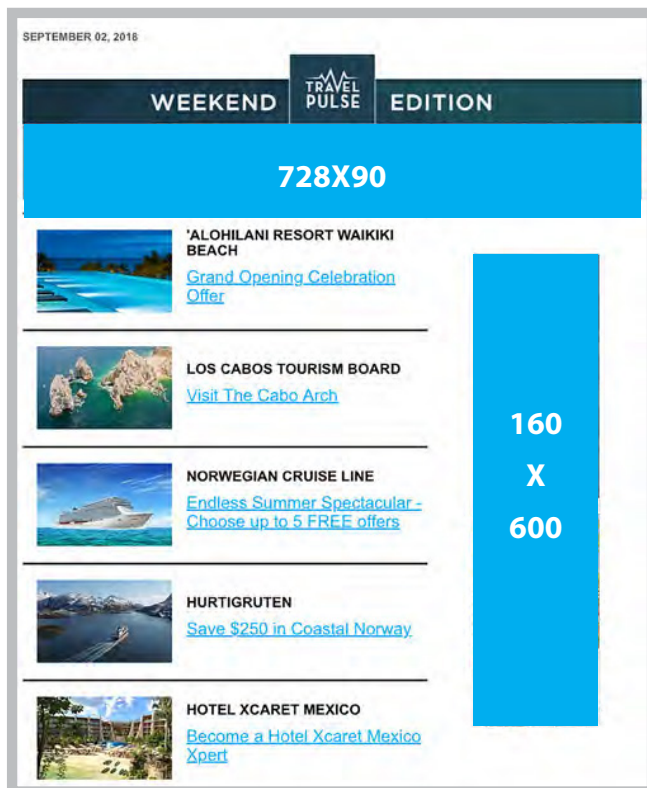 SEPTEMBER 02, 2018
WEEKEND TRAVEL PULSE EDITION
728X90
'ALOHILANI RESORT WAIKIKI
BEACH
Grand Opening Celebration
Offer
LOS CABOS TOURISM BOARD
Visit The Cabo Arch
NORWEGIAN CRUISE LINE
Endless Summer Spectacular -
Choose up to 5 FREE offers
HURTIGRUTEN
Save $250 in Coastal Norway
HOTEL XCARET MEXICO
Become a Hotel Xcaret Mexico
Xpert
160
X
600